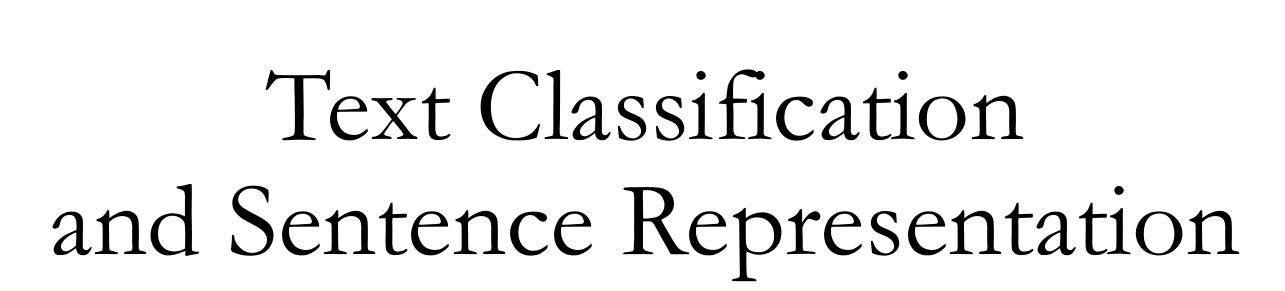 Text Classification
and Sentence Representation